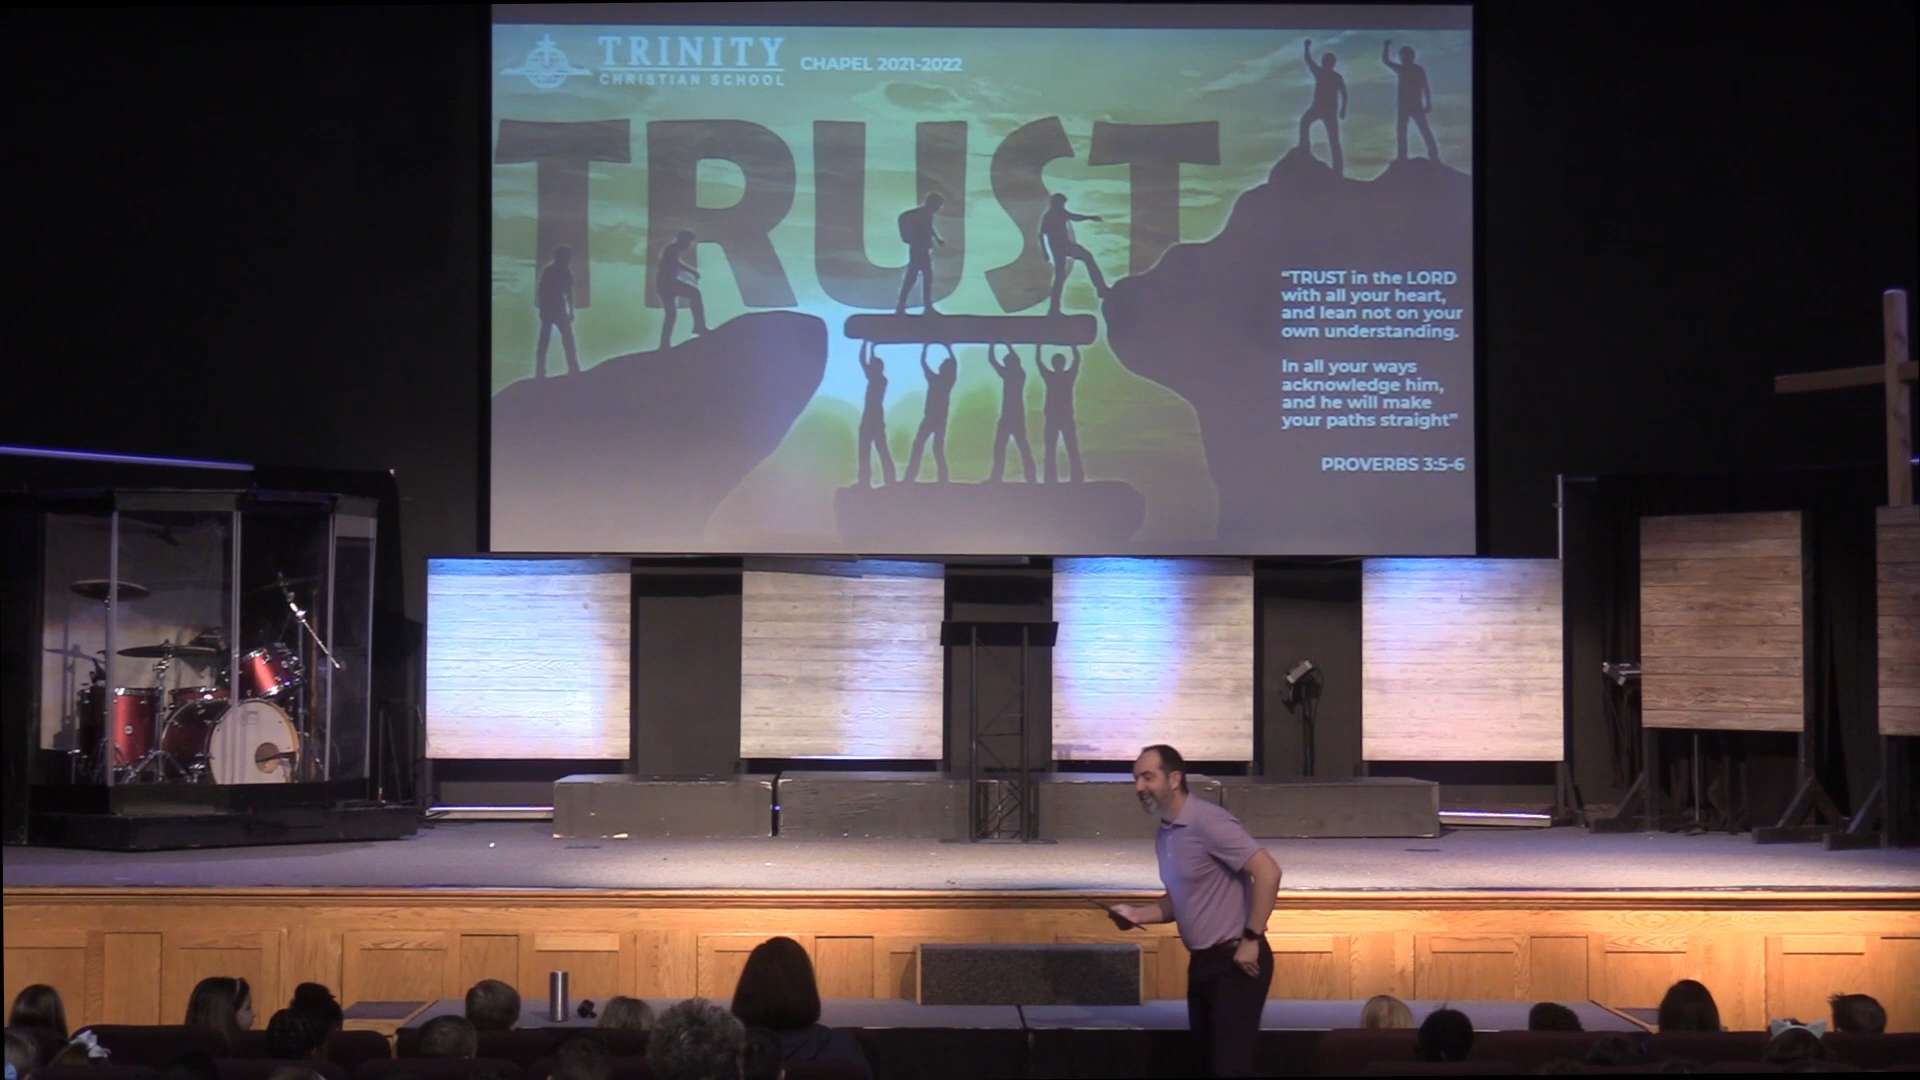 TRINITY
CHRISTIAN SCHOOL
CHAPEL 2021-2022
TRUST
“TRUST in the LORD
with all your heart,
and lean not on your
own understanding.
In all your ways
acknowledge him,
and he will make
your paths straight”
PROVERBS 3:5-6